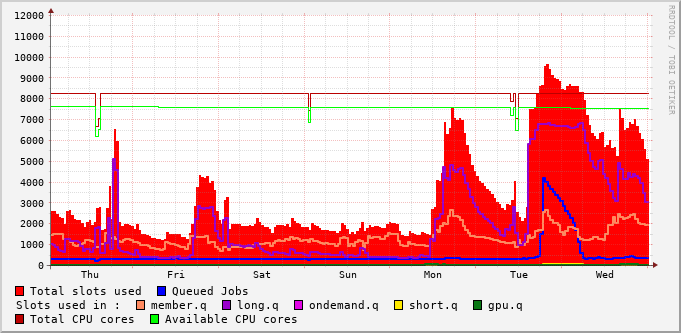 12000
11000
10000
9000
8000
7000
6000
5000
4000
3000
2000
1000
0
Thu Fri Sat Sun Mon Tue Wed
RRDTOOL / TOBI OETIKER
Total slots used Queued Jobs
Slots used in : member.q long.q ondemand.q short.q gpu.q
Total CPU cores Available CPU cores